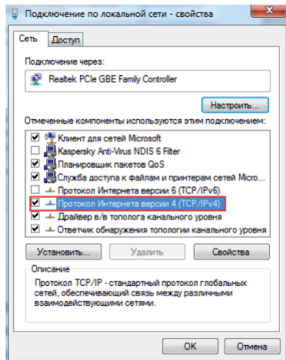 Подключение по локальной сети - свойства
Сеть
Доступ
Подключение через:
Realtek PCIe GBE Family Controller
Настроить...
Отмеченные компоненты используются этим подключением:
Клиент для сетей Microsoft
Kaspersky Anti-Virus NDIS 6 Filter
Планировщик пакетов QoS
Служба доступа к файлам и принтерам сетей Micro...
Протокол Интернета версии 6 (TCP/IPv6)
Протокол Интернета версии 4 (TCP/IPv4)
Драйвер в/в тополога канального уровня
Ответчик обнаружения топологии канального уровня
Установить...
Удалить
Свойства
Описание
Протокол TCP/IP - стандартный протокол глобальных
сетей, обеспечивающий связь между различными
взаимодействующими сетями.
OK
Отмена